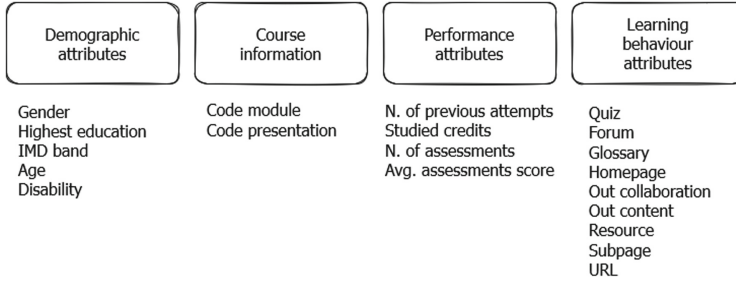 Demographic
attributes
Gender
Highest education
IMD band
Age
Disability
Course
information
Code module
Code presentation
Performance
attributes
N. of previous attempts
Studied credits
N. of assessments
Avg. assessments score
Learning
behaviour
attributes
Quiz
Forum
Glossary
Homepage
Out collaboration
Out content
Resource
Subpage
URL